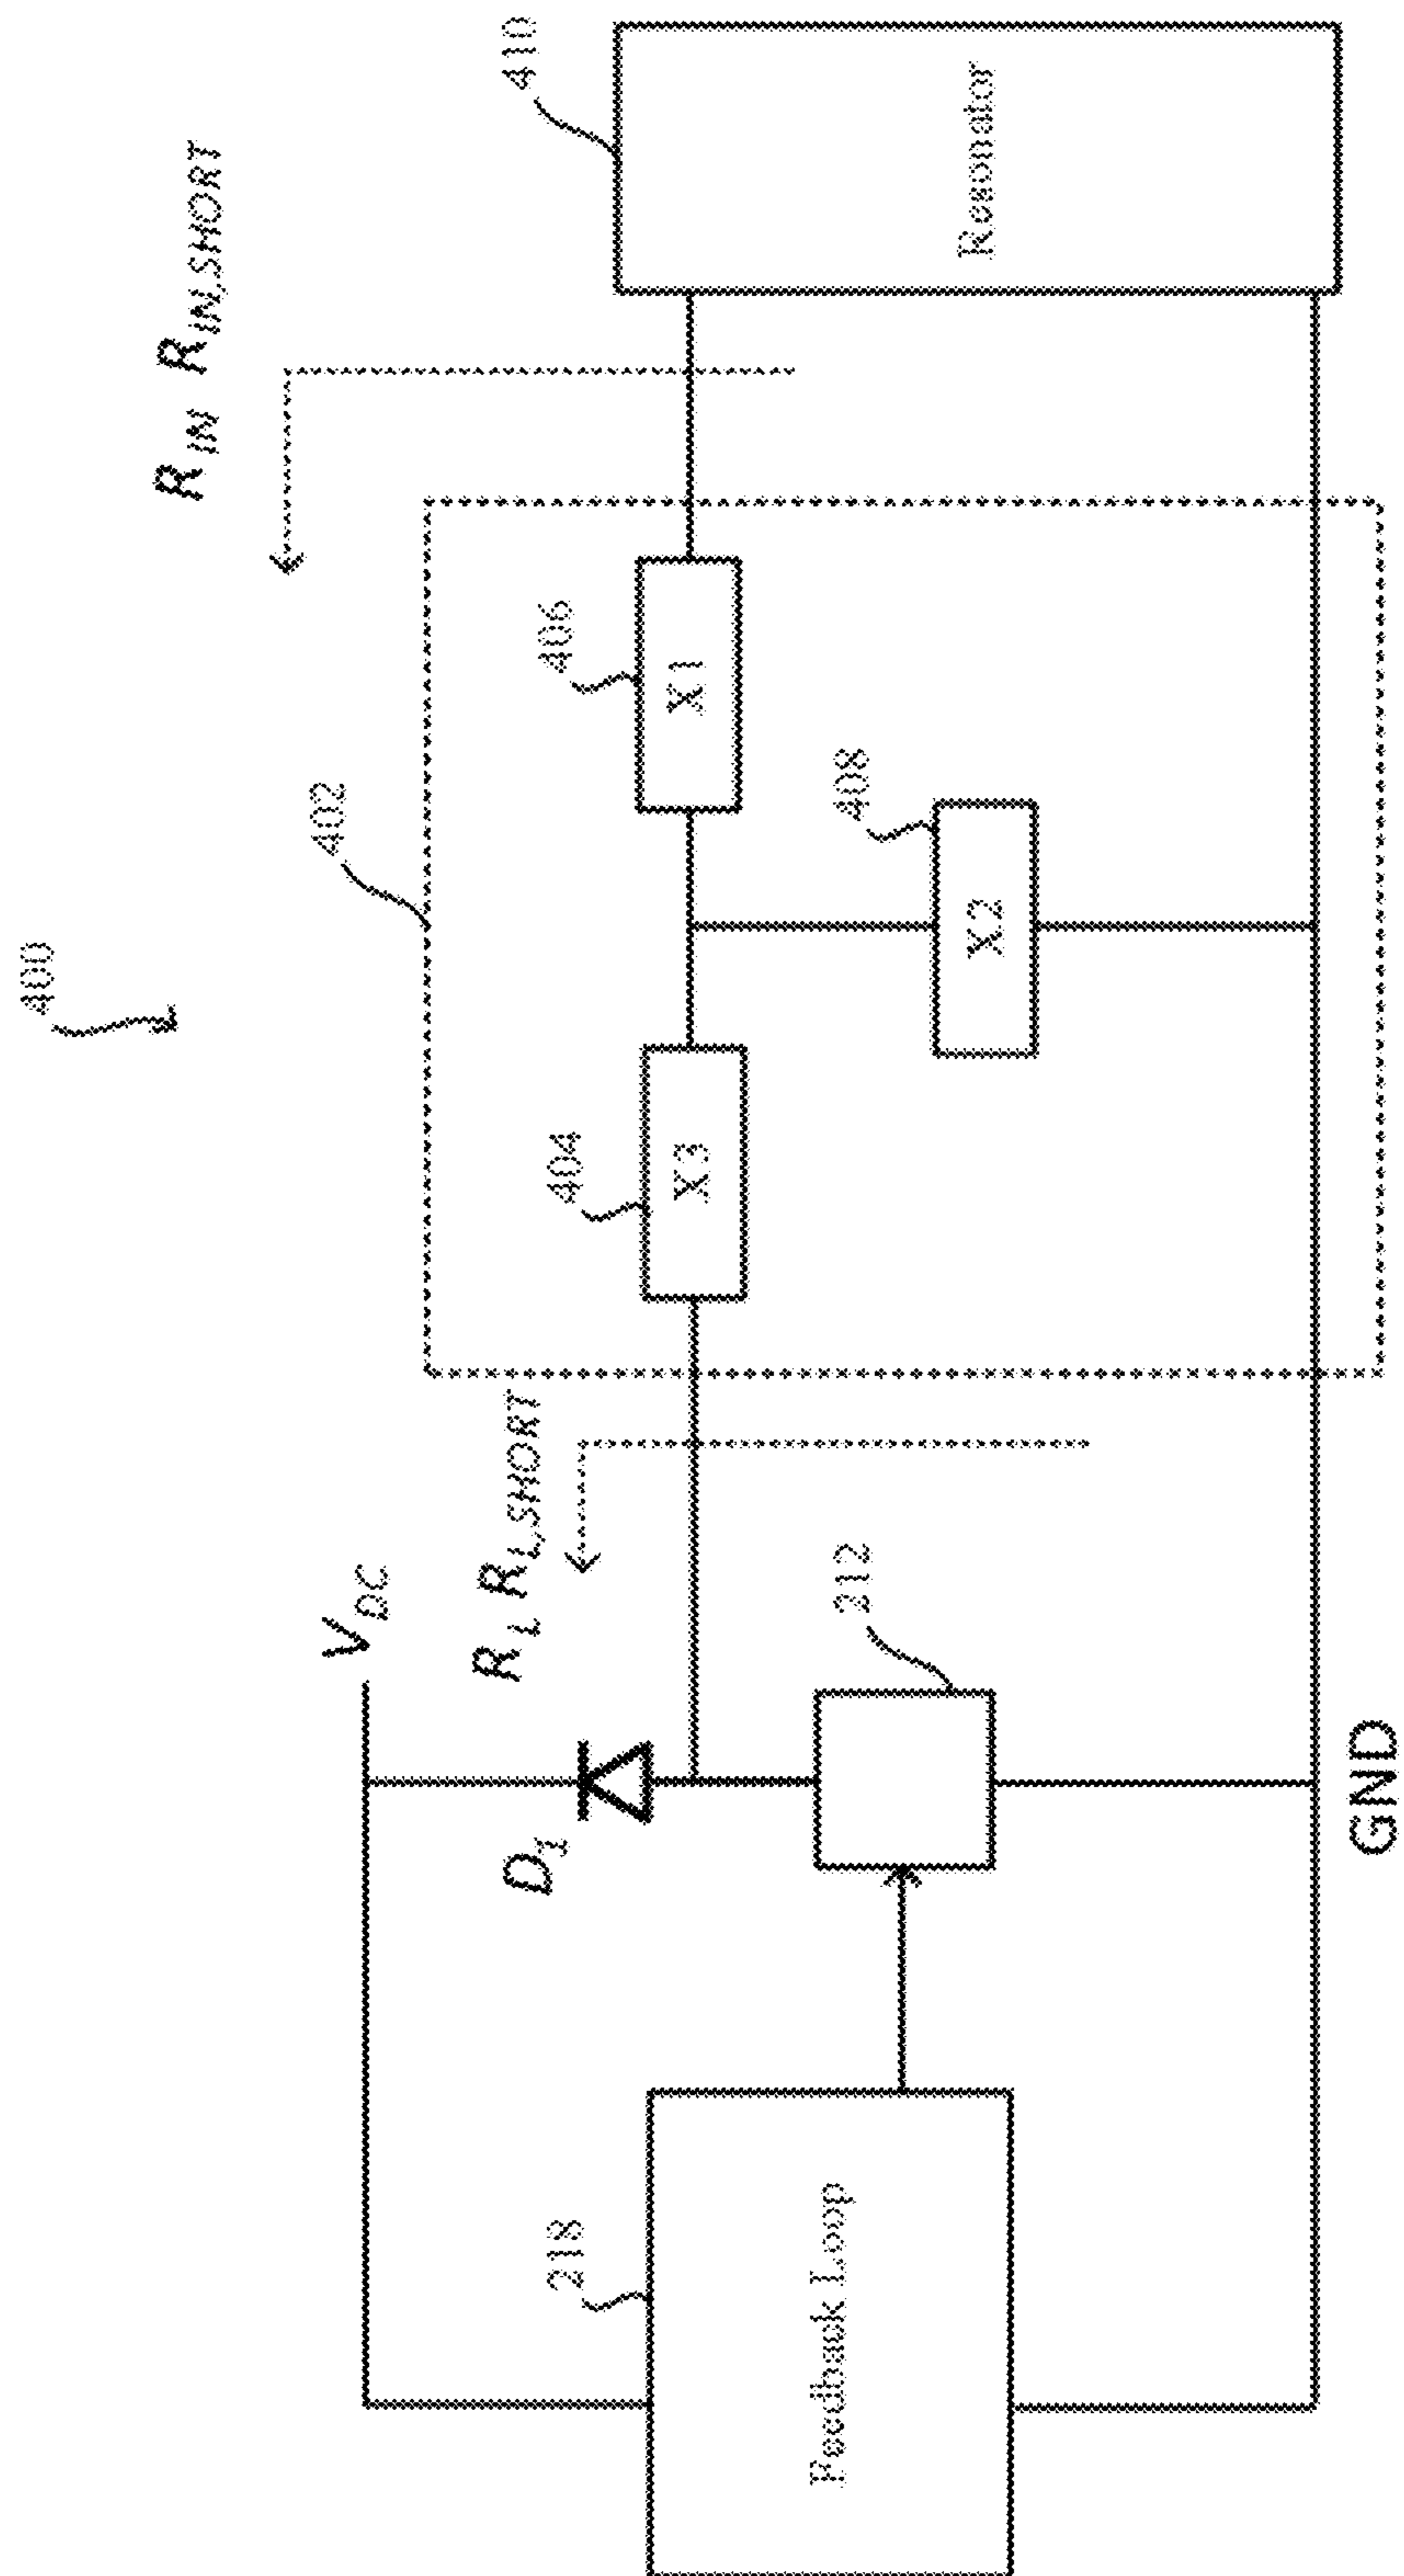 400
402
R_IN R_IN,SHORT
410
V_DC
R_L R_L,SHORT
D_1
218
404
406
X3
X1
212
408
Feedback Loop
X2
Resonator
GND